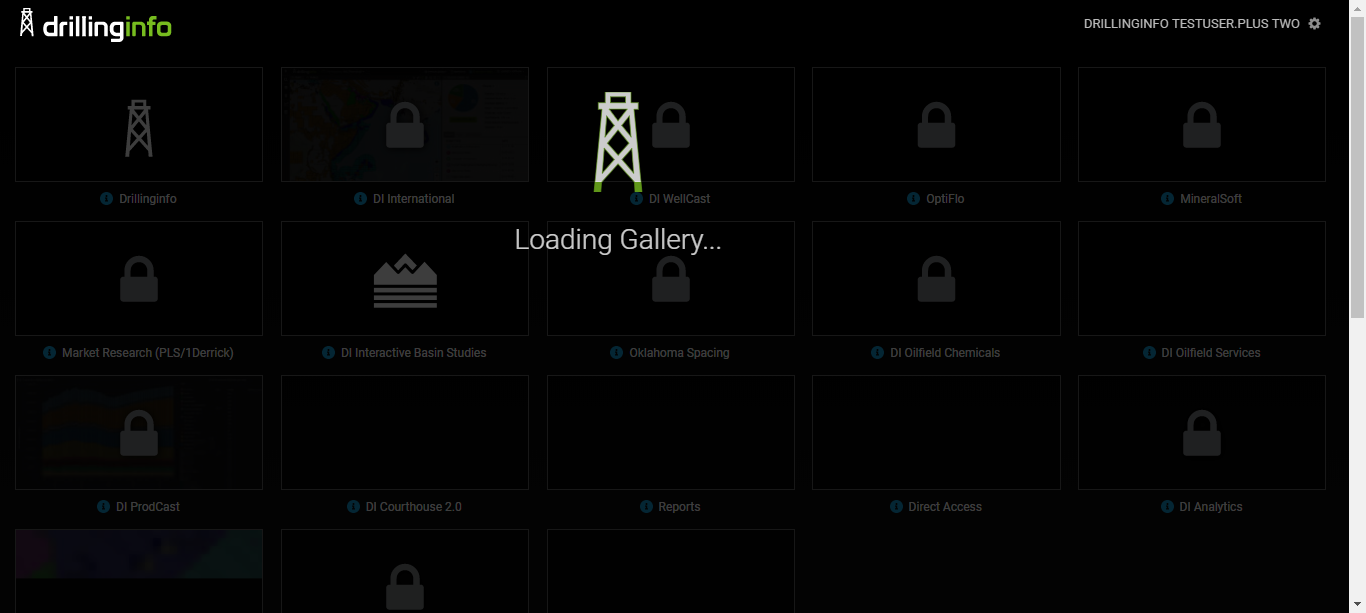 drillinginfo
DRILLINGINFO TESTUSER.PLUS TWO
Drillinginfo
DI International
DI WellCast
OptiFlo
MineralSoft
Loading Gallery...
Market Research (PLS/1Derrick)
DI Interactive Basin Studies
Oklahoma Spacing
DI Oilfield Chemicals
DI Oilfield Services
DI ProdCast
DI Courthouse 2.0
Reports
Direct Access
DI Analytics